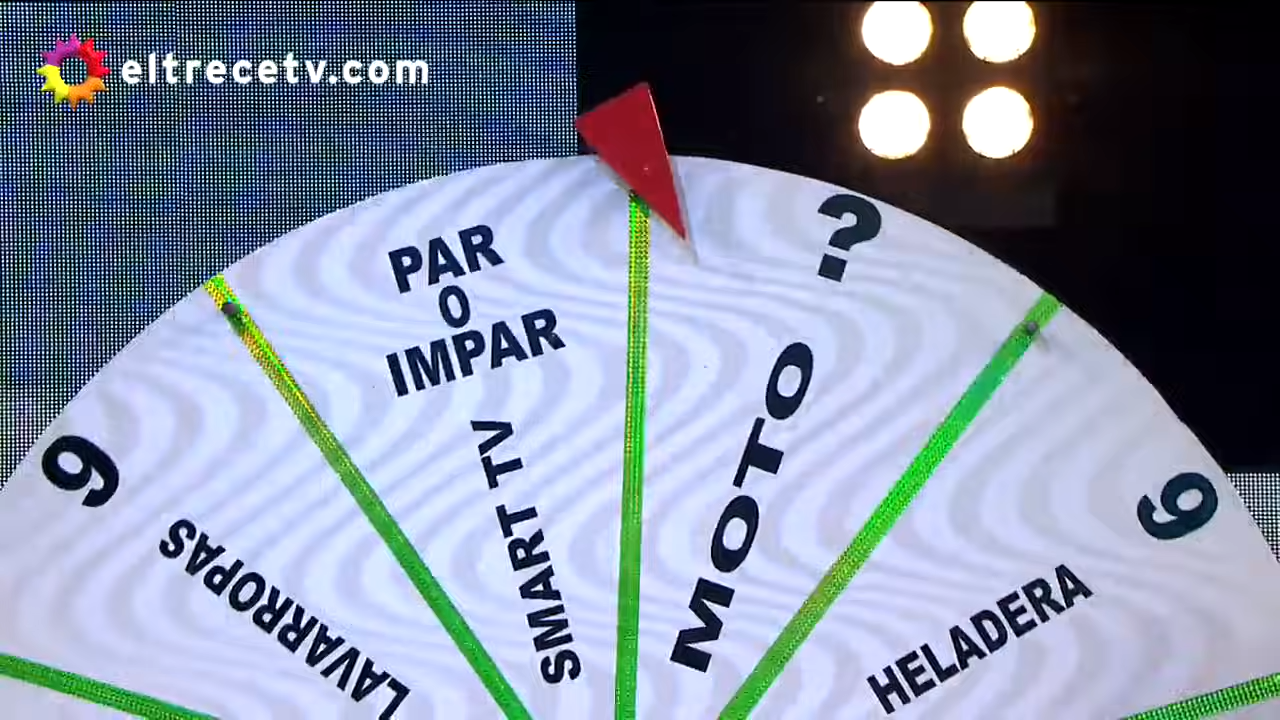 eltrecetv.com
PAR
O
IMPAR
SMART TV
?
MOTO
9
LAVARROPAS
9
HELADERA